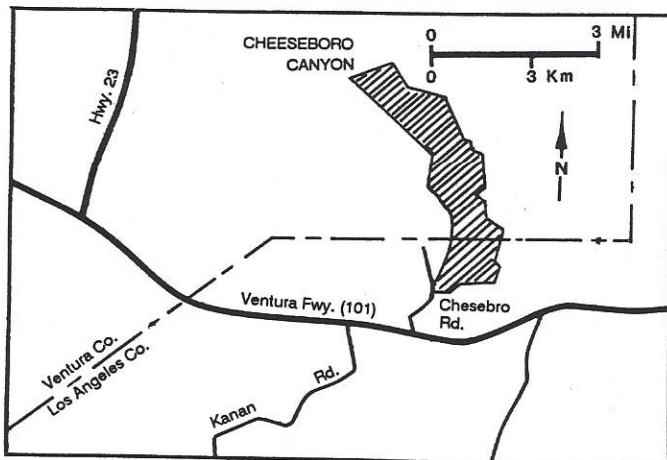 CHEESEBORO
CANYON
0 3 Mi
0 3 Km
Hwy. 23
N
Ventura Fwy. (101)
Chesebro
Rd.
Ventura Co.
Los Angeles Co.
Kanan Rd.